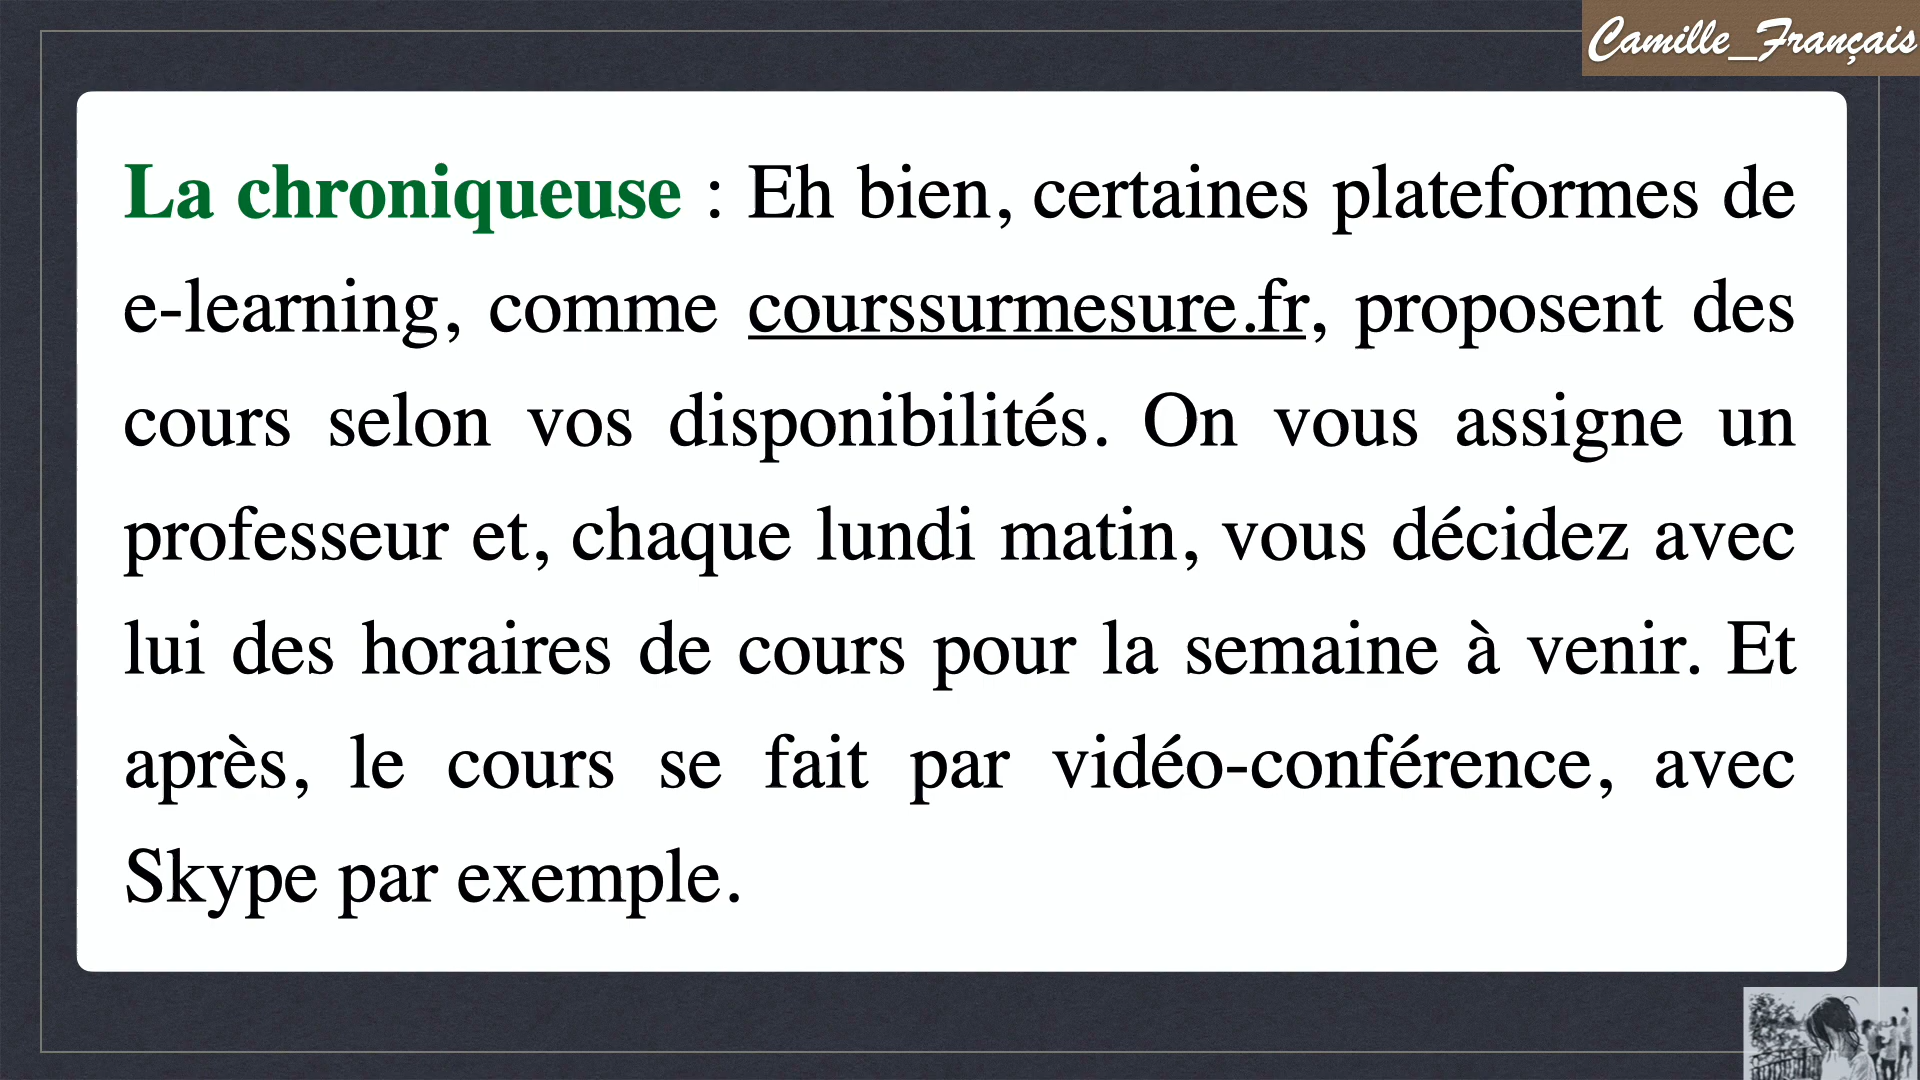 Camille_Français
La chroniqueuse : Eh bien, certaines plateformes de
e-learning, comme courssurmesure.fr, proposent des
cours selon vos disponibilités. On vous assigne un
professeur et, chaque lundi matin, vous décidez avec
lui des horaires de cours pour la semaine à venir. Et
après, le cours se fait par vidéo-conférence, avec
Skype par exemple.